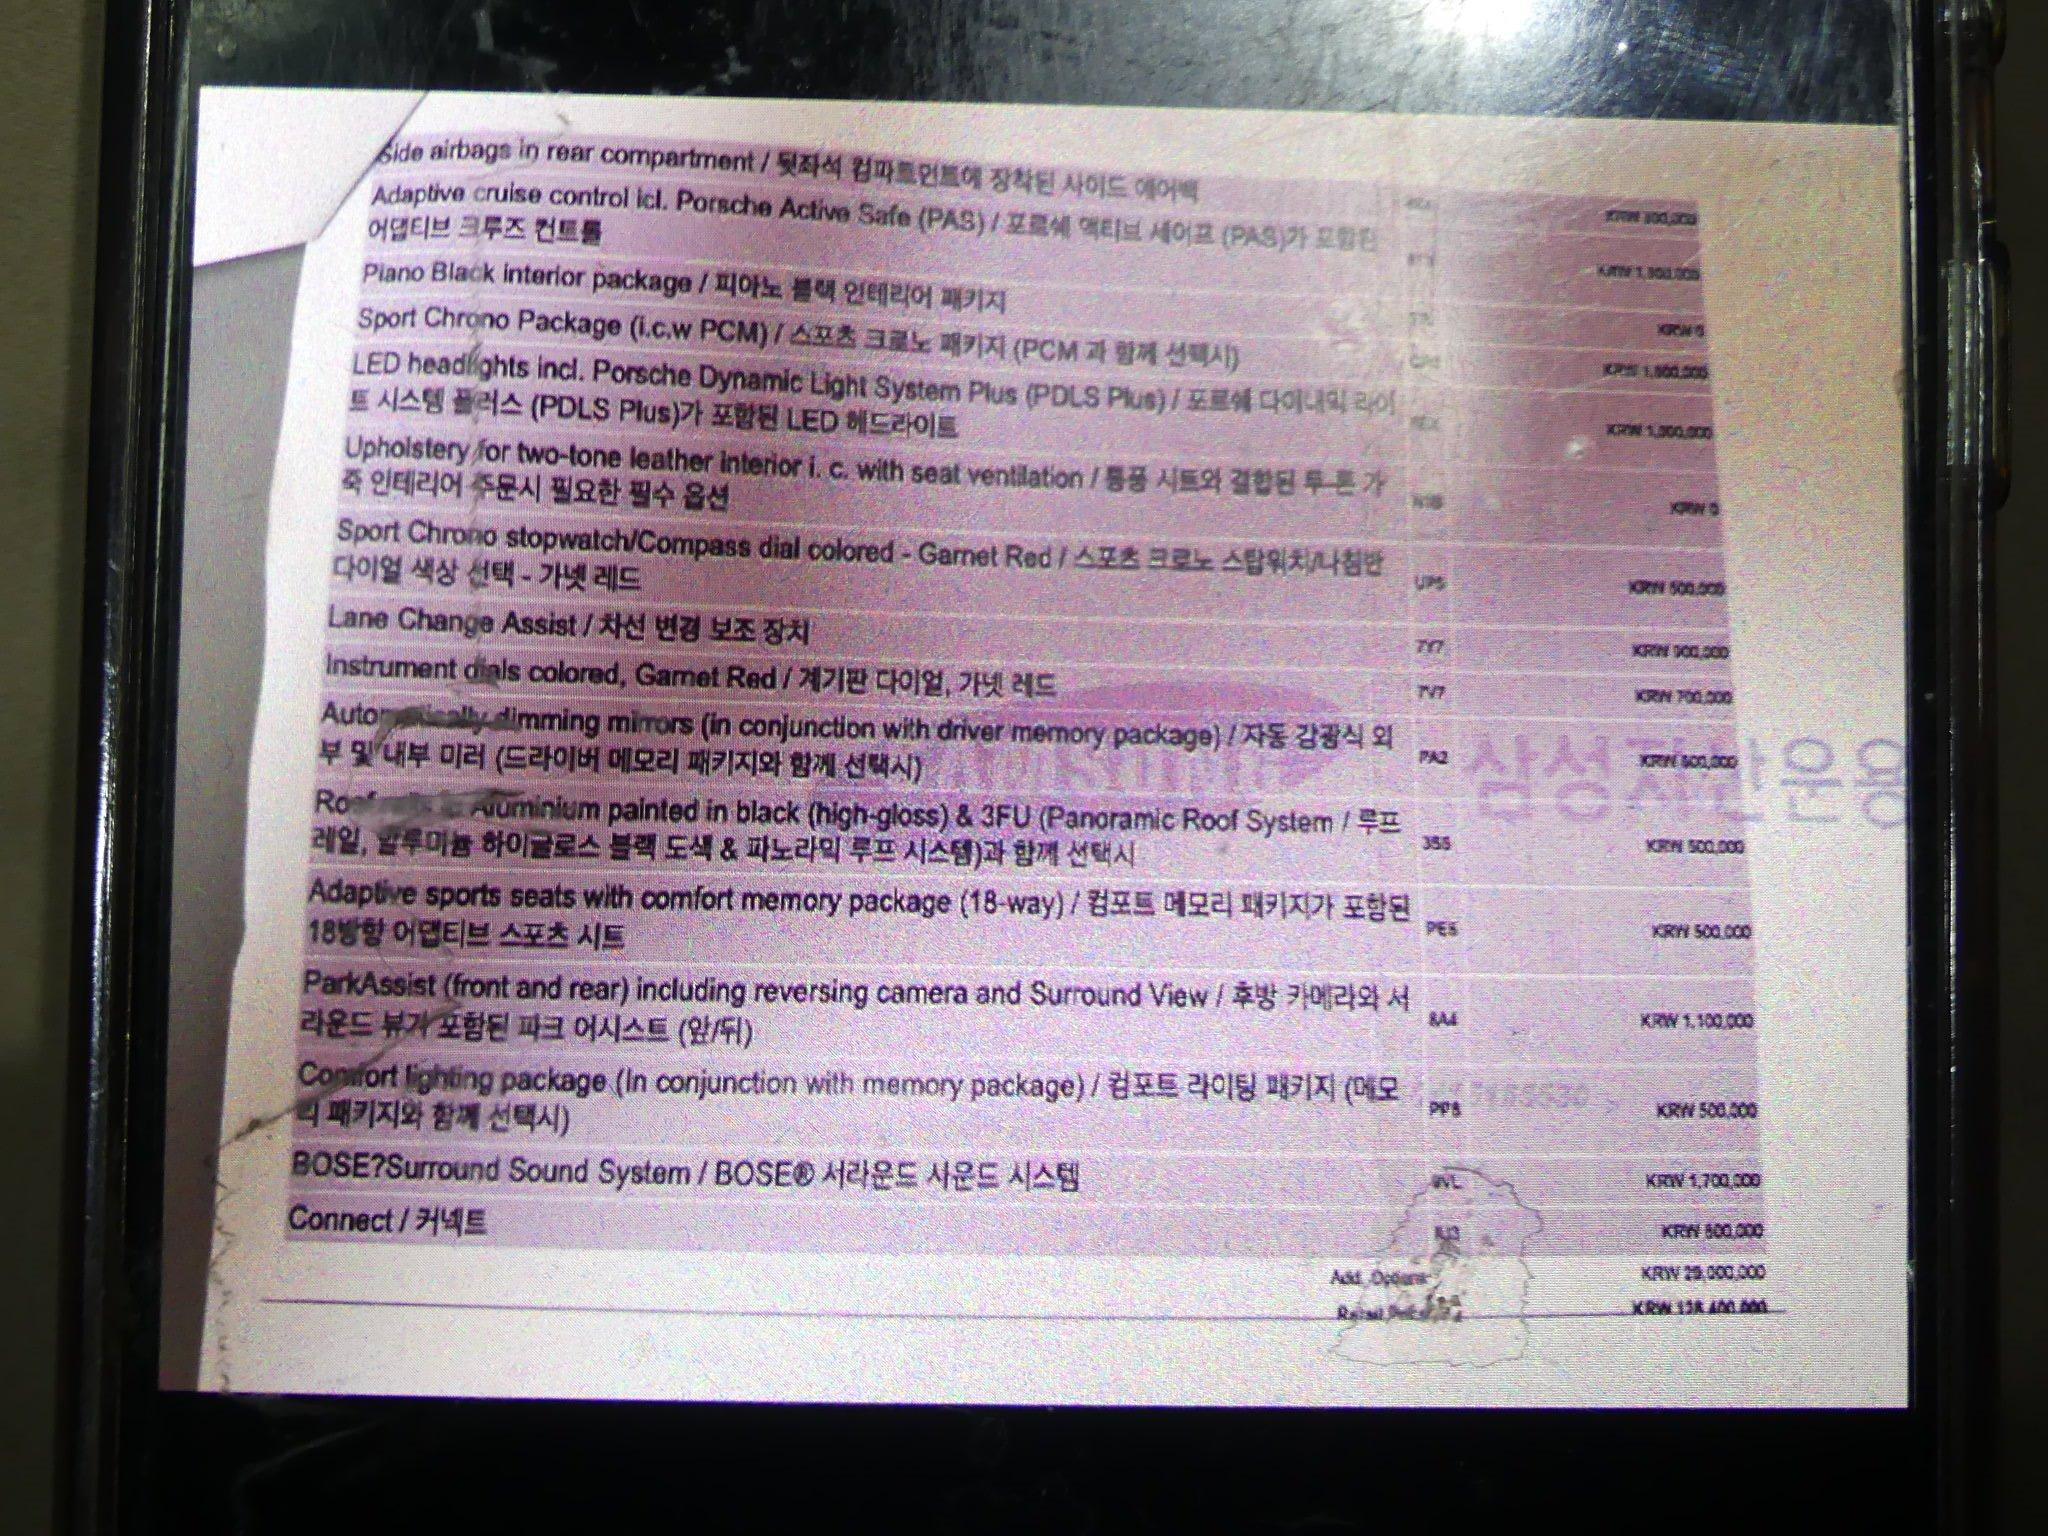 Side airbags in rear compartment / 뒷좌석 컴파트먼트에 장착된 사이드 에어백
Adaptive cruise control icl. Porsche Active Safe (PAS) / 포르쉐 액티브 세이프 (PAS)가 포함된
어댑티브 크루즈 컨트롤
Piano Black interior package / 피아노 블랙 인테리어 패키지 KRW 0
Sport Chrono Package (i.c.w PCM) / 스포츠 크로노 패키지 (PCM 과 함께 선택시)
LED headlights incl. Porsche Dynamic Light System Plus (PDLS Plus) / 포르쉐 다이내믹 라이
트 시스템 플러스 (PDLS Plus)가 포함된 LED 헤드라이트
Upholstery for two-tone leather interior i. c. with seat ventilation / 통풍 시트와 결합된 투 톤 가
죽 인테리어 주문시 필요한 필수 옵션 KRW 0
Sport Chrono stopwatch/Compass dial colored - Garnet Red / 스포츠 크로노 스탑워치/나침반
다이얼 색상 선택 - 가넷 레드 UP5 KRW 500,000
Lane Change Assist / 차선 변경 보조 장치 7Y7 KRW 900,000
Instrument dials colored, Garnet Red / 계기판 다이얼, 가넷 레드 7V7 KRW 700,000
Automatically dimming mirrors (in conjunction with driver memory package) / 자동 감광식 외
부 및 내부 미러 (드라이버 메모리 패키지와 함께 선택시) PA2
삼성 운용
Aluminium painted in black (high-gloss) & 3FU (Panoramic Roof System / 루프
레일, 알루미늄 하이글로스 블랙 도색 & 파노라믹 루프 시스템)과 함께 선택시 3S5 KRW 500,000
Adaptive sports seats with comfort memory package (18-way) / 컴포트 메모리 패키지가 포함된
18방향 어댑티브 스포츠 시트 PE5 KRW 500,000
ParkAssist (front and rear) including reversing camera and Surround View / 후방 카메라와 서
라운드 뷰가 포함된 파크 어시스트 (앞/뒤) 8A4 KRW 1,100,000
Comfort lighting package (In conjunction with memory package) / 컴포트 라이팅 패키지 (메모
리 패키지와 함께 선택시) KRW 500,000
BOSE?Surround Sound System / BOSE® 서라운드 사운드 시스템 9VL KRW 1,700,000
Connect / 커넥트
Add. Options